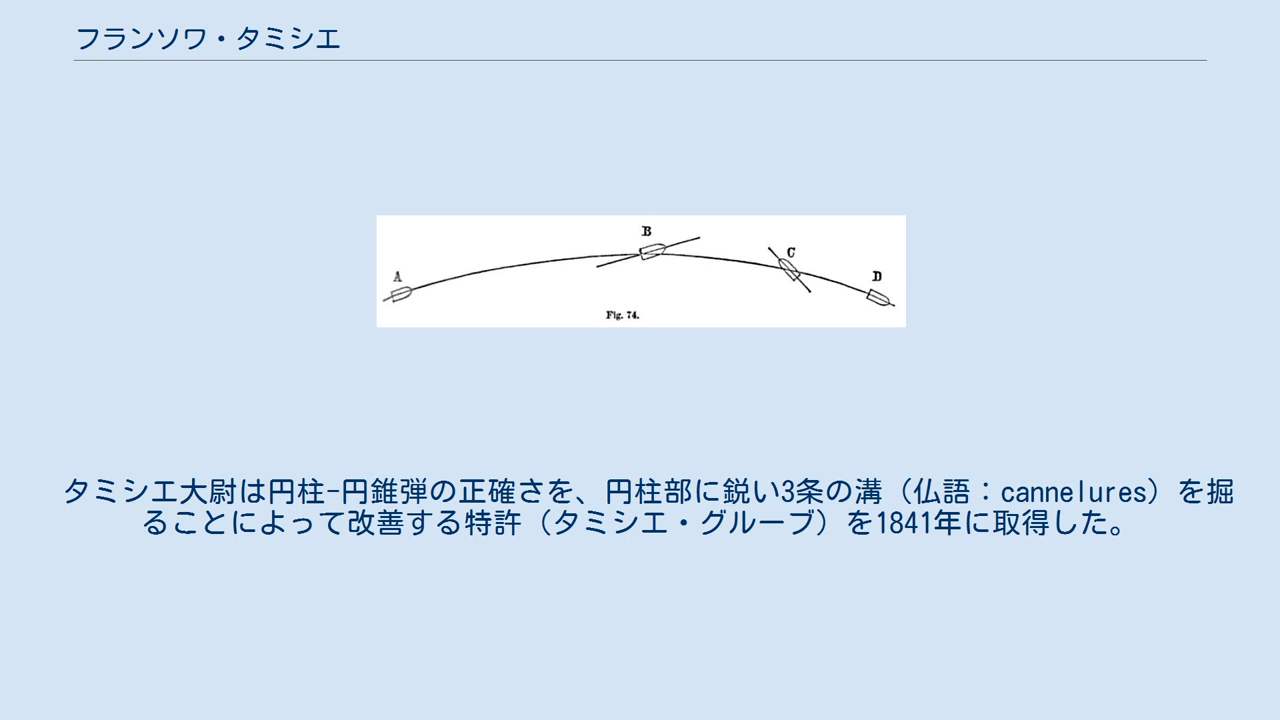 フランソワ・タミシエ
B
C
A
D
Fig. 74.
タミシエ大尉は円柱-円錐弾の正確さを、円柱部に鋭い3条の溝（仏語：cannelures）を掘
ることによって改善する特許（タミシエ・グルーブ）を1841年に取得した。